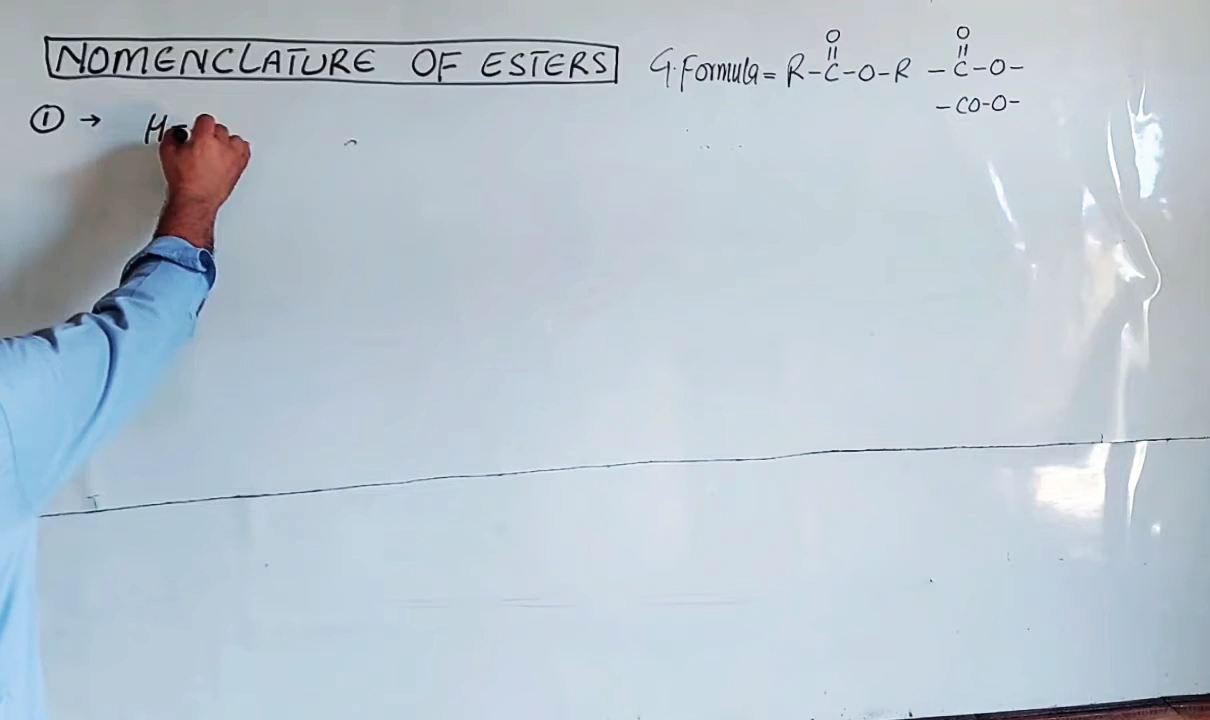 NOMENCLATURE OF ESTERS
G. Formula = R-C-O-R
O
||
-C-O-
O
||
-CO-O-
① → H